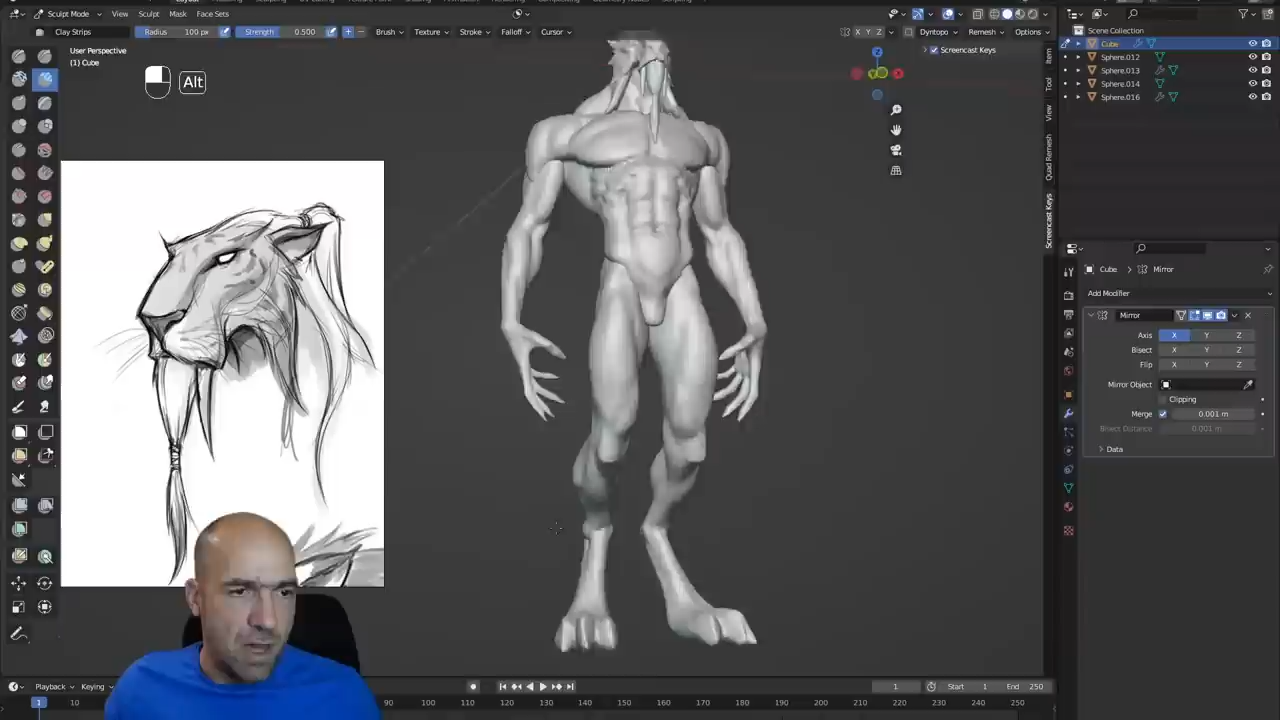 Sculpt Mode View Sculpt Mask Face Sets
Options
Clay Strips Radius 100 px Strength 0.500 Brush Texture Stroke Falloff Cursor X Y Z Dyntopo Remesh Options
User Perspective
(1) Cube
Alt
Screencast Keys
X
Z
Item
Tool
View
Quad Remesh
Screencast Keys
Scene Collection
Cube
Sphere.012
Sphere.013
Sphere.014
Sphere.016
Cube > Mirror
Add Modifier
Mirror
Axis X Y Z
Bisect X Y Z
Flip X Y Z
Mirror Object
Clipping
Merge 0.001 m
Bisect Distance 0.001 m
Data
Playback Keying 1 Start 1 End 250
1 10 90 100 110 120 130 140 150 160 170 180 190 200 210 220 230 240 250